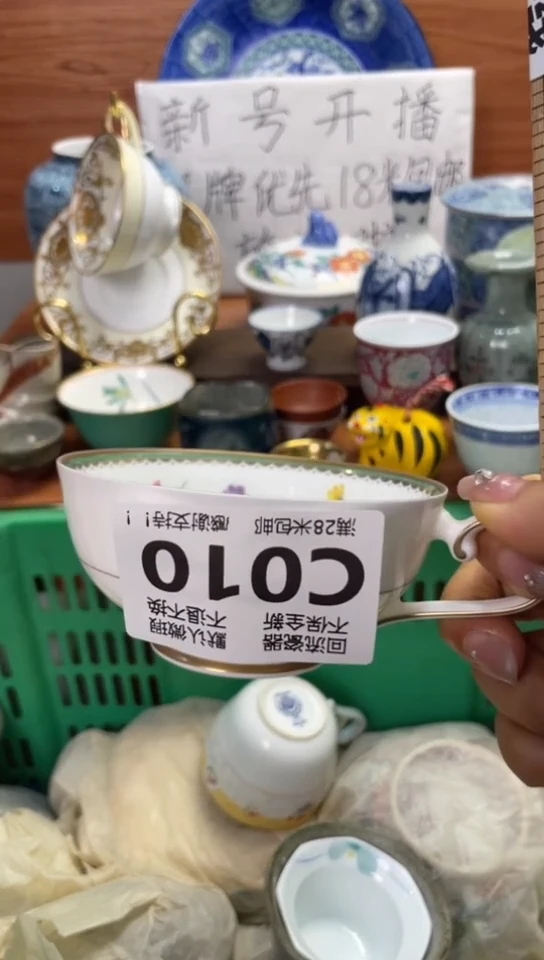 新号开播
牌优先18米包邮
回流瓷器 默认微瑕
不保全新 不退不换
C010
满28米包邮 感谢支持！！